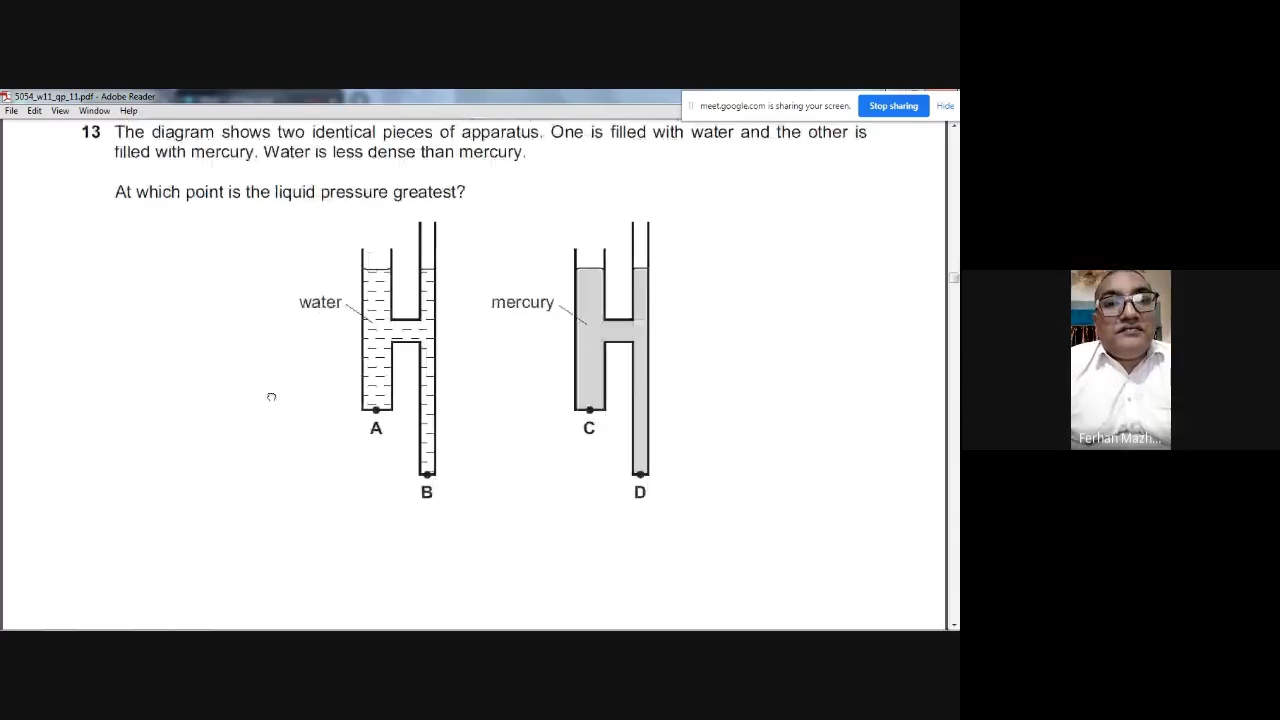 5054_w11_qp_11.pdf - Adobe Reader
File Edit View Window Help
meet.google.com is sharing your screen. Stop sharing Hide
13 The diagram shows two identical pieces of apparatus. One is filled with water and the other is
filled with mercury. Water is less dense than mercury.
At which point is the liquid pressure greatest?
water
mercury
A
C
B
D
Ferhan Mazh...